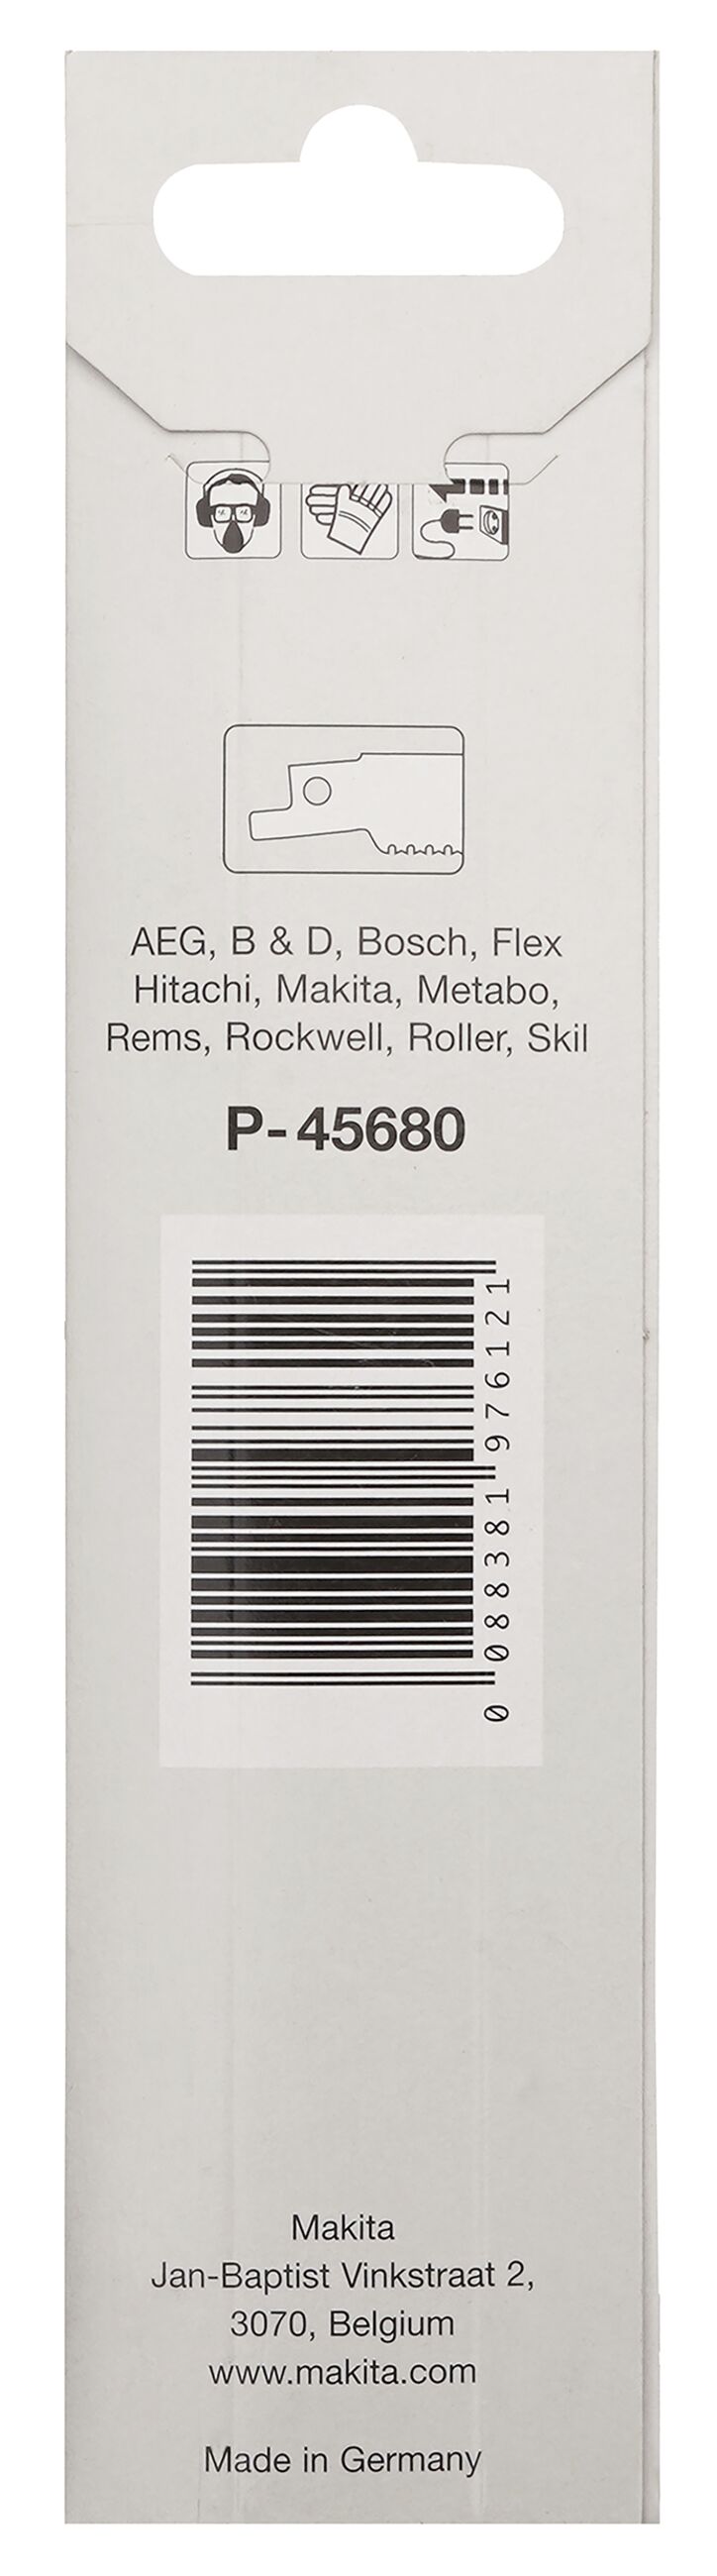 AEG, B & D, Bosch, Flex
Hitachi, Makita, Metabo,
Rems, Rockwell, Roller, Skil
P-45680
0 088381 976121
Makita
Jan-Baptist Vinkstraat 2,
3070, Belgium
www.makita.com
Made in Germany